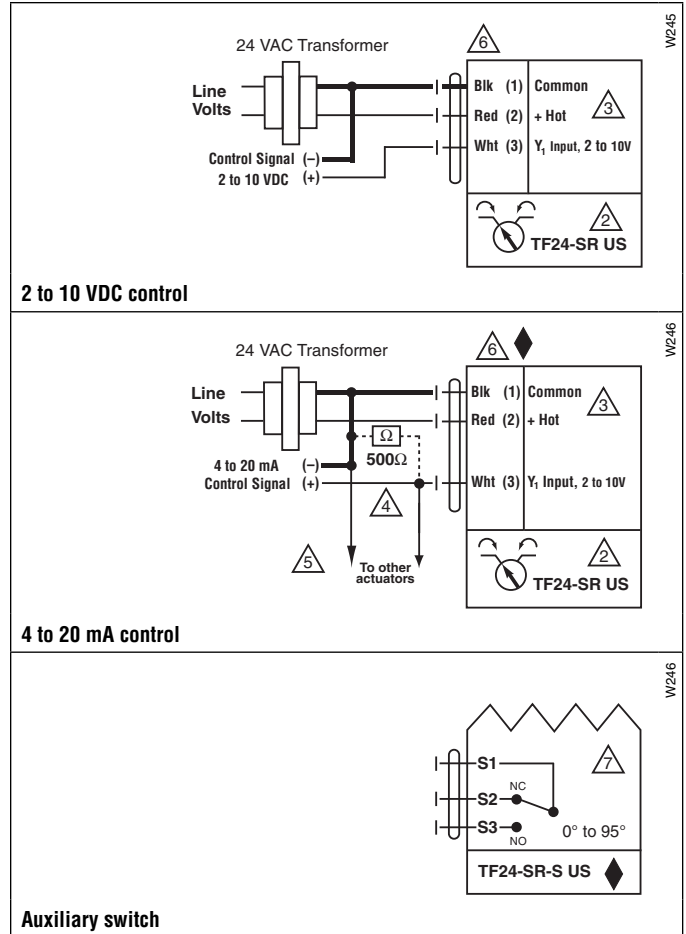 W245
24 VAC Transformer
6
Line
Volts
Blk (1) Common
3
Red (2) + Hot
Wht (3) Y1 Input, 2 to 10V
Control Signal (–)
2 to 10 VDC (+)
2
TF24-SR US
2 to 10 VDC control
W246
24 VAC Transformer
6
Line
Volts
Blk (1) Common
3
Red (2) + Hot
Ω
500Ω
4 to 20 mA (–)
Control Signal (+)
Wht (3) Y1 Input, 2 to 10V
4
5
To other
actuators
2
TF24-SR US
4 to 20 mA control
W246
7
S1
S2 NC
S3 NO
0° to 95°
TF24-SR-S US
Auxiliary switch